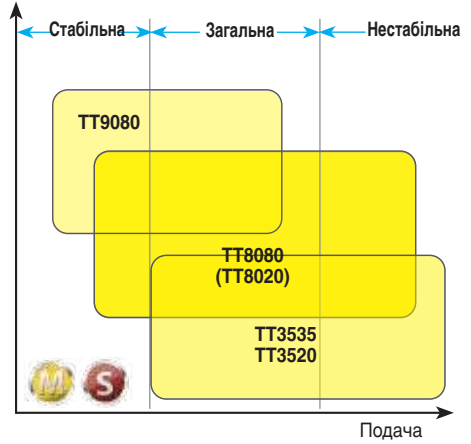 Стабільна Загальна Нестабільна
TT9080
TT8080
(TT8020)
TT3535
TT3520
M S
Подача